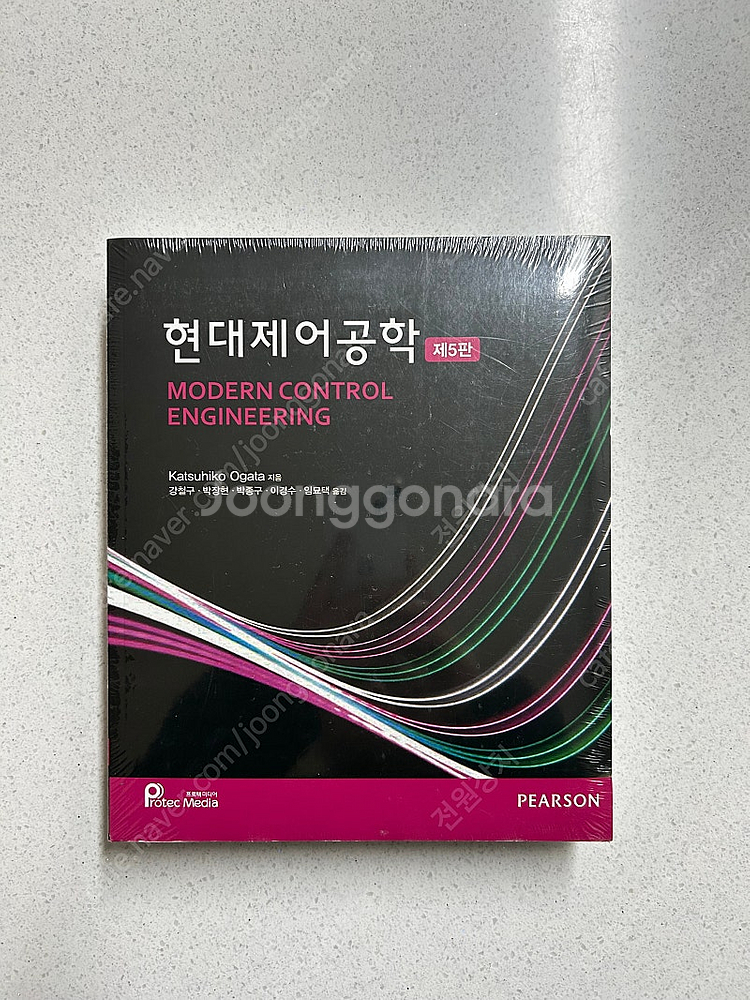 현대제어공학 제5판
MODERN CONTROL
ENGINEERING
Katsuhiko Ogata 지음
강철구 · 박장현 · 박종구 · 이경수 · 임묘택 옮김
Joonggonara
프로텍 미디어
Protec Media
PEARSON